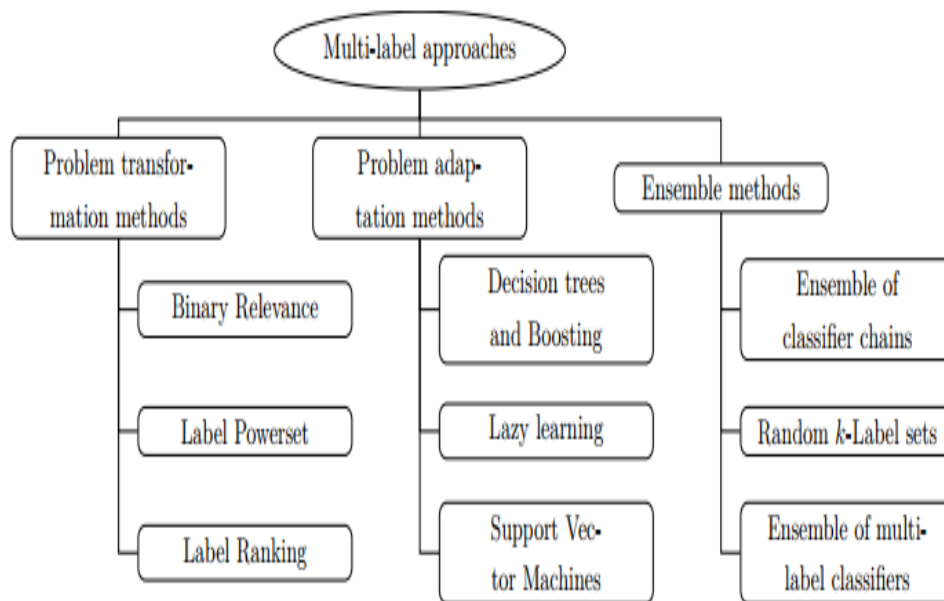 Multi-label approaches
Problem transfor-
mation methods
Binary Relevance
Label Powerset
Label Ranking
Problem adap-
tation methods
Decision trees
and Boosting
Lazy learning
Support Vec-
tor Machines
Ensemble methods
Ensemble of
classifier chains
Random k-Label sets
Ensemble of multi-
label classifiers